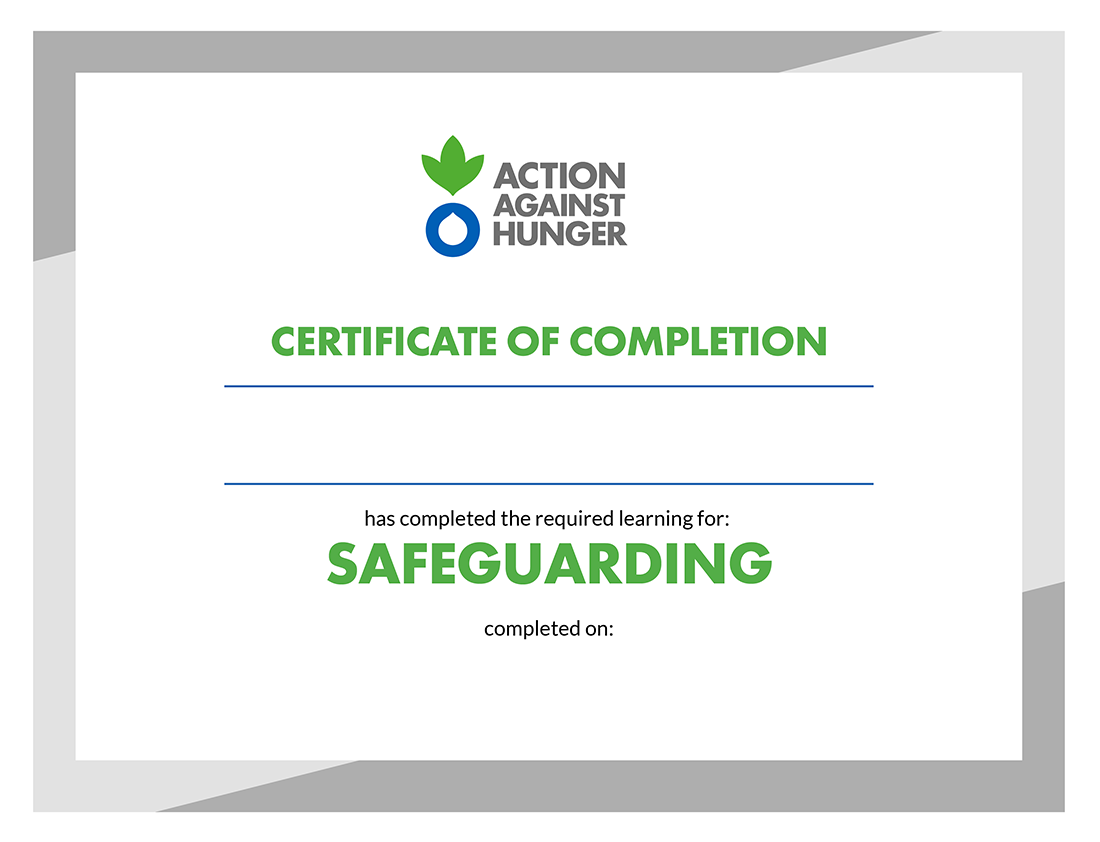 ACTION
AGAINST
HUNGER
CERTIFICATE OF COMPLETION
has completed the required learning for:
SAFEGUARDING
completed on: